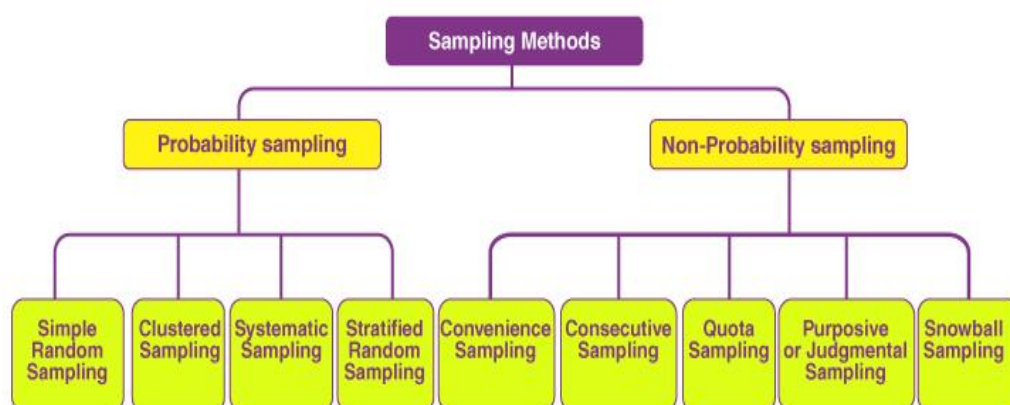 Sampling Methods
Probability sampling
Non-Probability sampling
Simple
Random
Sampling
Clustered
Sampling
Systematic
Sampling
Stratified
Random
Sampling
Convenience
Sampling
Consecutive
Sampling
Quota
Sampling
Purposive
or Judgmental
Sampling
Snowball
Sampling